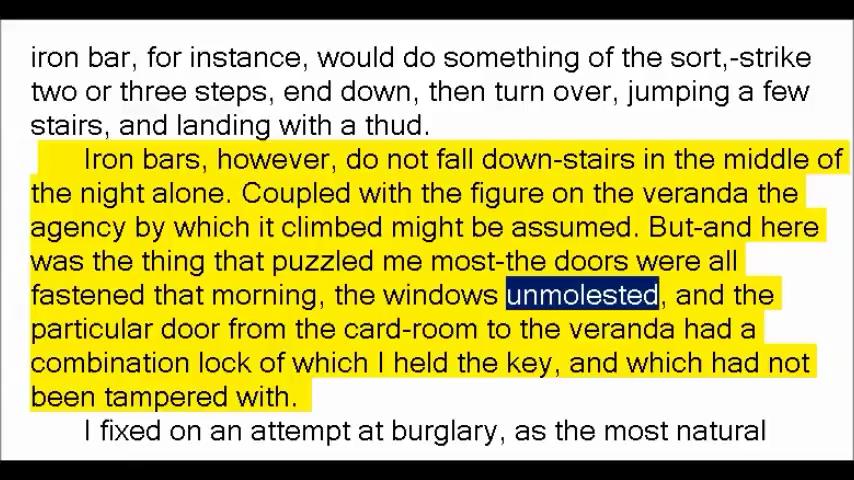 iron bar, for instance, would do something of the sort,-strike
two or three steps, end down, then turn over, jumping a few
stairs, and landing with a thud.
Iron bars, however, do not fall down-stairs in the middle of
the night alone. Coupled with the figure on the veranda the
agency by which it climbed might be assumed. But-and here
was the thing that puzzled me most-the doors were all
fastened that morning, the windows unmolested, and the
particular door from the card-room to the veranda had a
combination lock of which I held the key, and which had not
been tampered with.
I fixed on an attempt at burglary, as the most natural